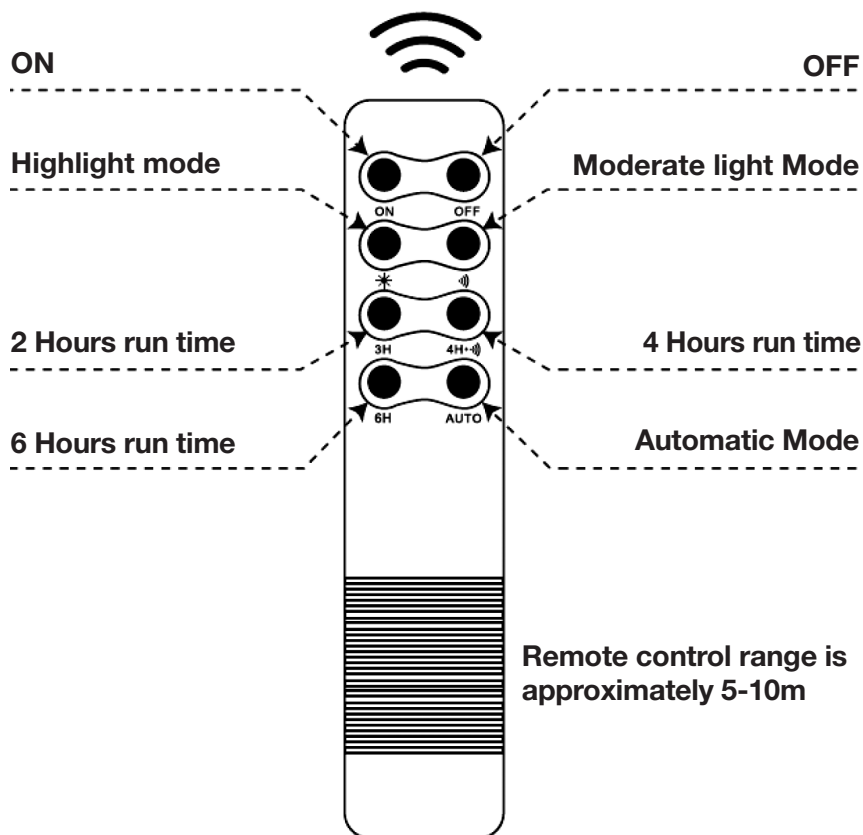 ON
OFF
Highlight mode
Moderate light Mode
ON OFF
2 Hours run time
3H 4H
4 Hours run time
6 Hours run time
6H AUTO
Automatic Mode
Remote control range is
approximately 5-10m